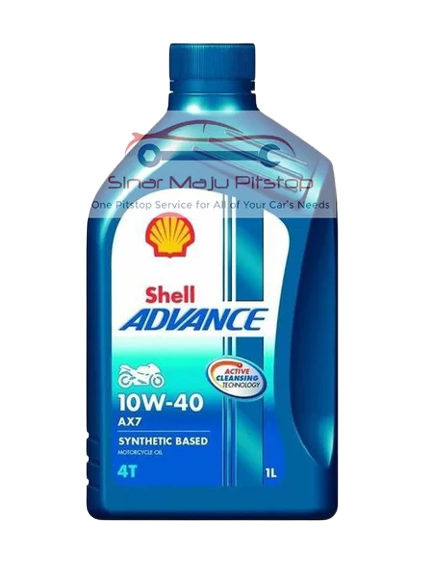 Sinar Maju Pitstop
One Pitstop Service for All of Your Car's Needs
Shell
ADVANCE
ACTIVE
CLEANSING
TECHNOLOGY
10W-40
AX7
SYNTHETIC BASED
MOTORCYCLE OIL
4T
1L